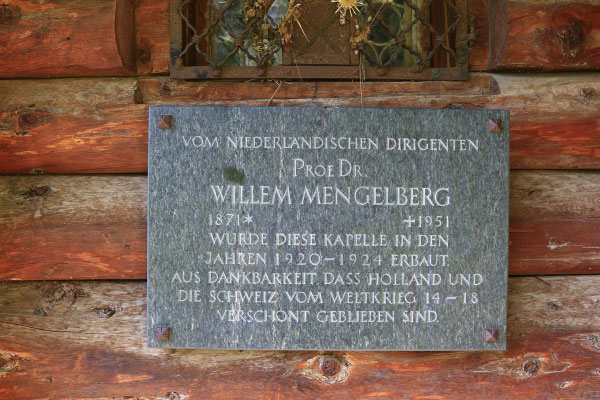 VOM NIEDERLÄNDISCHEN DIRIGENTEN
PROF. DR.
WILLEM MENGELBERG
1871* +1951
WURDE DIESE KAPELLE IN DEN
JAHREN 1920-1924 ERBAUT
AUS DANKBARKEIT DASS HOLLAND UND
DIE SCHWEIZ VOM WELTKRIEG 14-18
VERSCHONT GEBLIEBEN SIND.